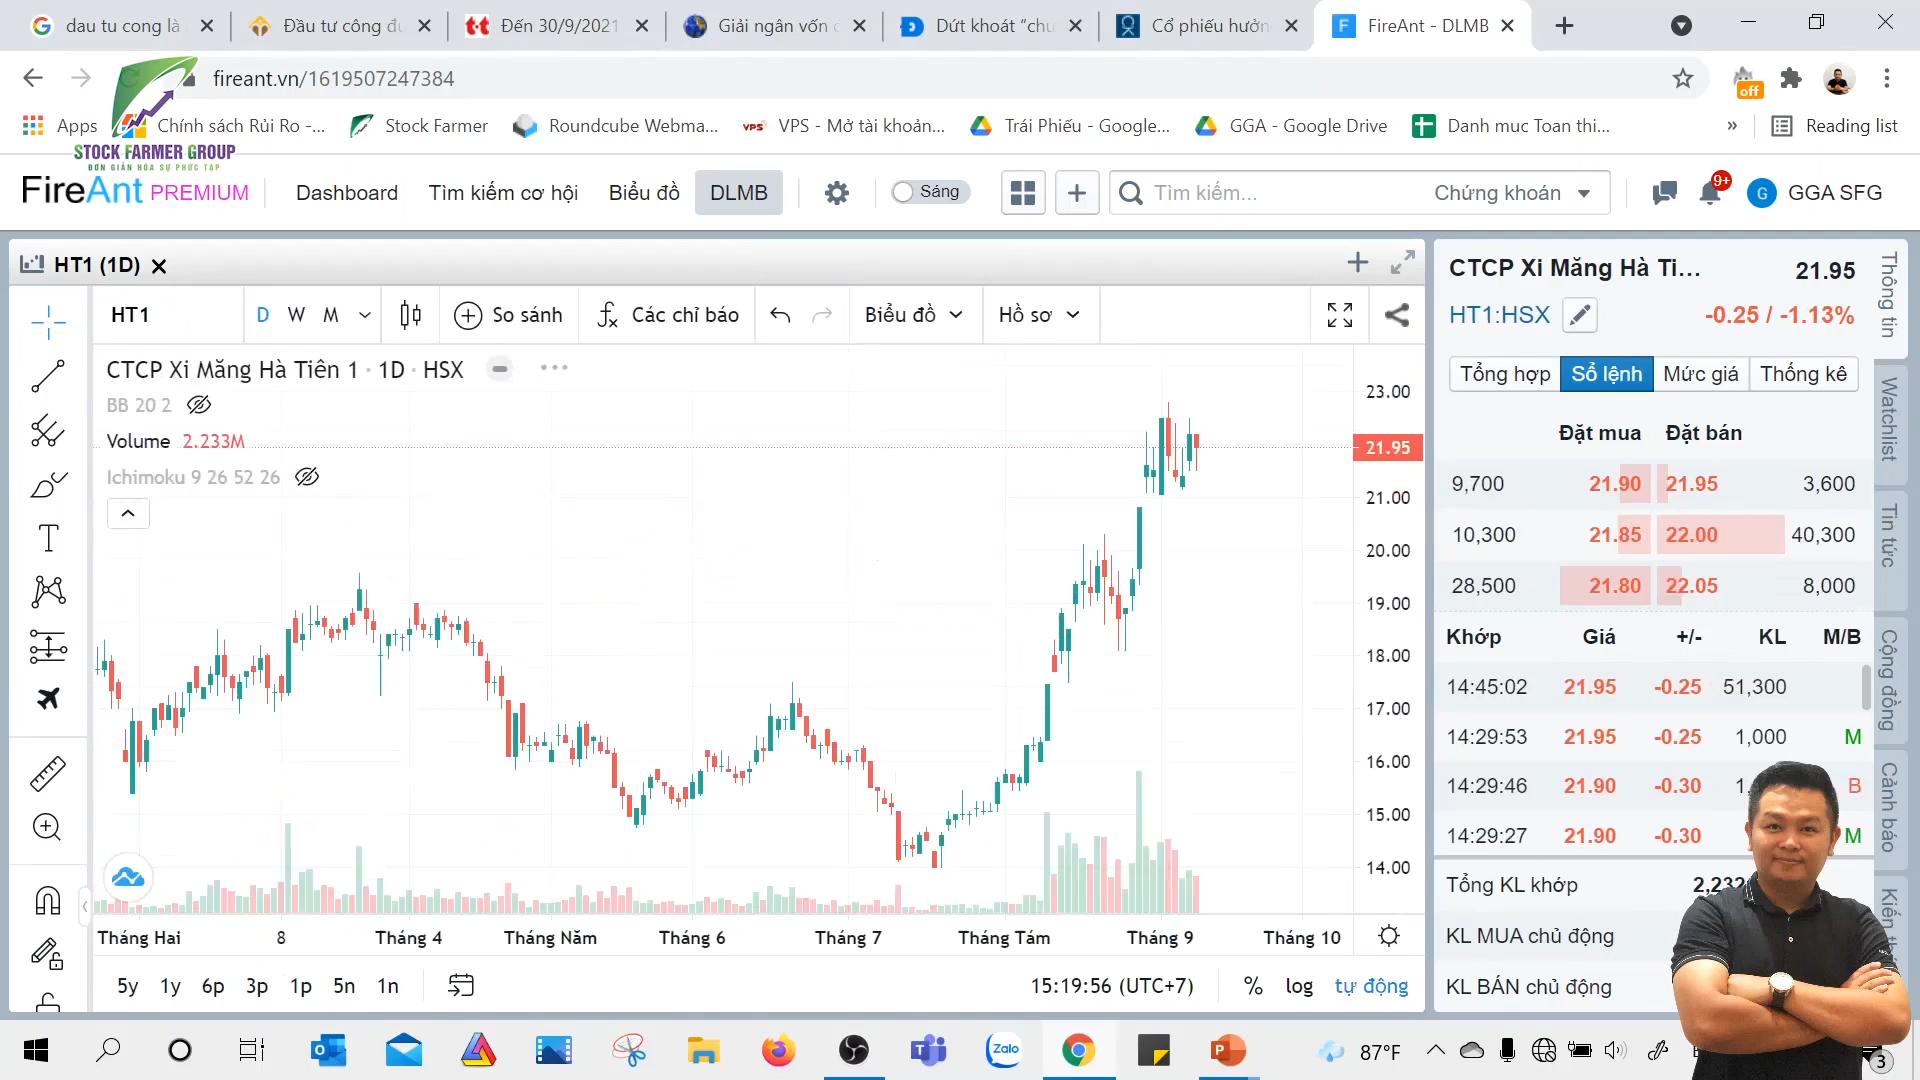 dau tu cong là
Đầu tư công đư
Đến 30/9/2021
Giải ngân vốn
Dứt khoát "chu
Cổ phiếu hưởn
FireAnt - DLMB
fireant.vn/1619507247384
off
Apps
Chính sách Rủi Ro -...
Stock Farmer
Roundcube Webma...
VPS
VPS - Mở tài khoản...
Trái Phiếu - Google...
GGA - Google Drive
Danh muc Toan thi...
»
Reading list
STOCK FARMER GROUP
ĐƠN GIẢN HÓA SỰ PHỨC TẠP
FireAnt PREMIUM
Dashboard
Tìm kiếm cơ hội
Biểu đồ
DLMB
Sáng
Tìm kiếm...
Chứng khoán
9+
G
GGA SFG
HT1 (1D)
HT1
D W M
So sánh
Các chỉ báo
Biểu đồ
Hồ sơ
CTCP Xi Măng Hà Tiên 1 · 1D · HSX
BB 20 2
Volume 2.233M
Ichimoku 9 26 52 26
23.00
21.95
21.00
20.00
19.00
18.00
17.00
16.00
15.00
14.00
Tháng Hai 8 Tháng 4 Tháng Năm Tháng 6 Tháng 7 Tháng Tám Tháng 9 Tháng 10
5y 1y 6p 3p 1p 5n 1n
15:19:56 (UTC+7)
% log tự động
CTCP Xi Măng Hà Ti... 21.95
HT1:HSX -0.25 / -1.13%
Tổng hợp Sổ lệnh Mức giá Thống kê
Đặt mua Đặt bán
9,700 21.90 21.95 3,600
10,300 21.85 22.00 40,300
28,500 21.80 22.05 8,000
Khớp Giá +/- KL M/B
14:45:02 21.95 -0.25 51,300
14:29:53 21.95 -0.25 1,000 M
14:29:46 21.90 -0.30 B
14:29:27 21.90 -0.30 M
Tổng KL khớp
KL MUA chủ động
KL BÁN chủ động
Thông tin
Watchlist
Tin tức
Cộng đồng
Cảnh báo
Kiến
Zalo
87°F
3